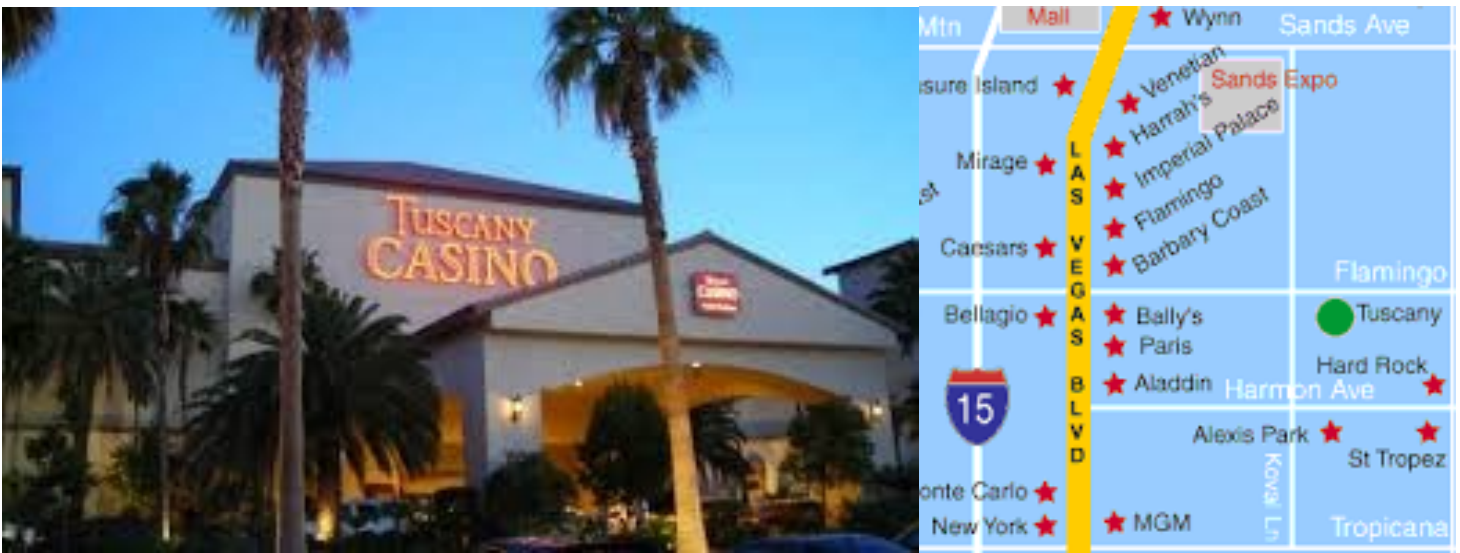 TUSCANY
CASINO
CASINO
Mall
Wynn
Mtn
Sands Ave
sure Island
Venetian
Sands Expo
Harrah's
Mirage
Imperial Palace
st
Flamingo
Caesars
Barbary Coast
Flamingo
Bellagio
Bally's
Tuscany
Paris
Hard Rock
Aladdin
Harmon Ave
15
LAS VEGAS BLVD
Alexis Park
St Tropez
Koval Ln
onte Carlo
New York
MGM
Tropicana